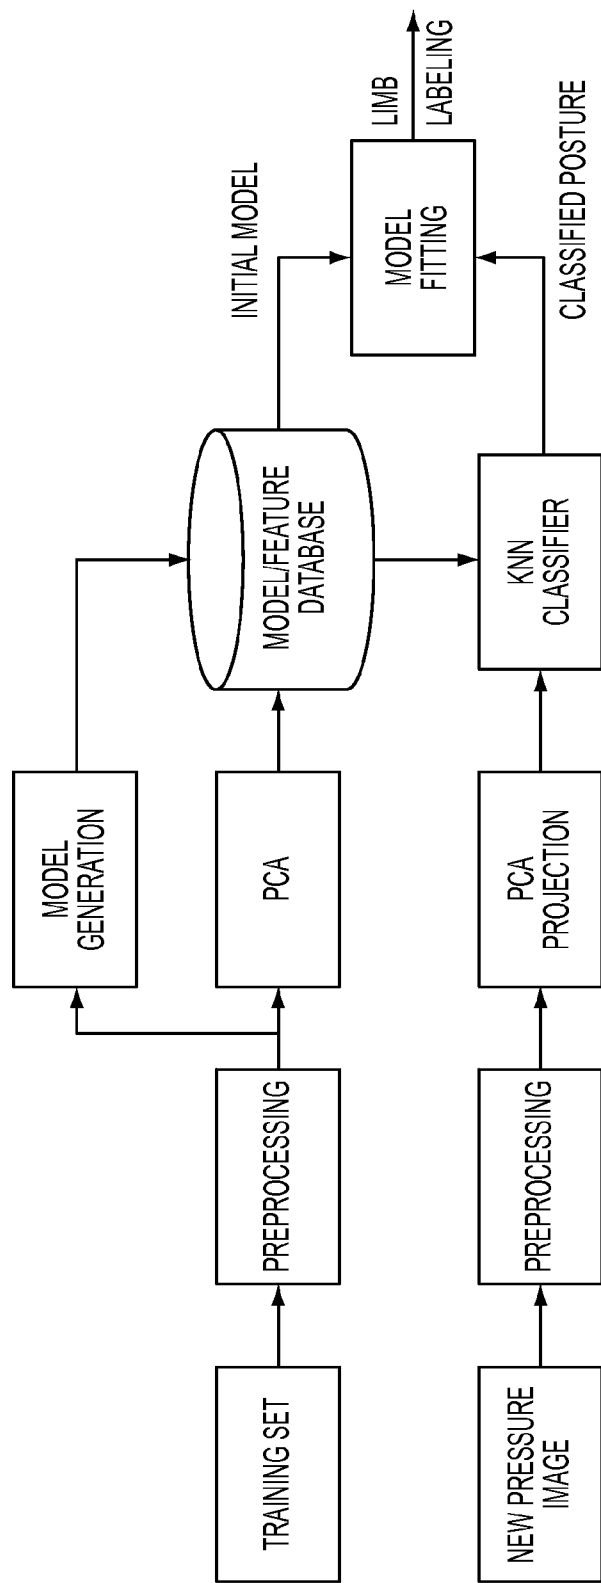 MODEL
GENERATION
INITIAL MODEL
TRAINING SET
PREPROCESSING
PCA
MODEL/FEATURE
DATABASE
MODEL
FITTING
LIMB
LABELING
NEW PRESSURE
IMAGE
PREPROCESSING
PCA
PROJECTION
KNN
CLASSIFIER
CLASSIFIED POSTURE